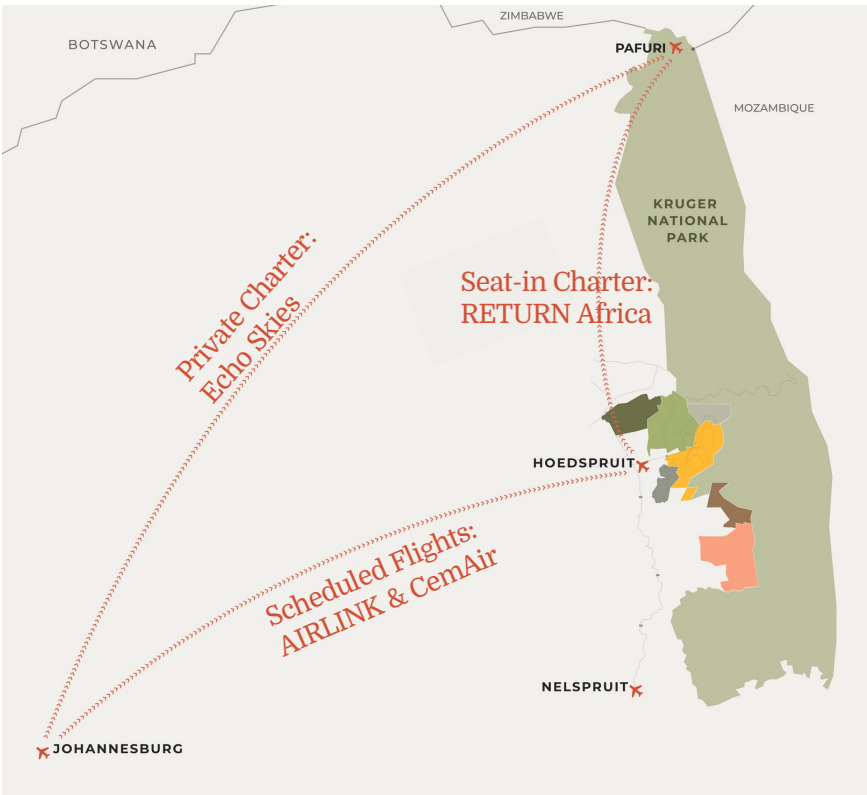 ZIMBABWE
BOTSWANA
PAFURI
MOZAMBIQUE
KRUGER
NATIONAL
PARK
Private Charter:
Echo Skies
Seat-in Charter:
RETURN Africa
HOEDSPRUIT
Scheduled Flights:
AIRLINK & CemAir
NELSPRUIT
JOHANNESBURG